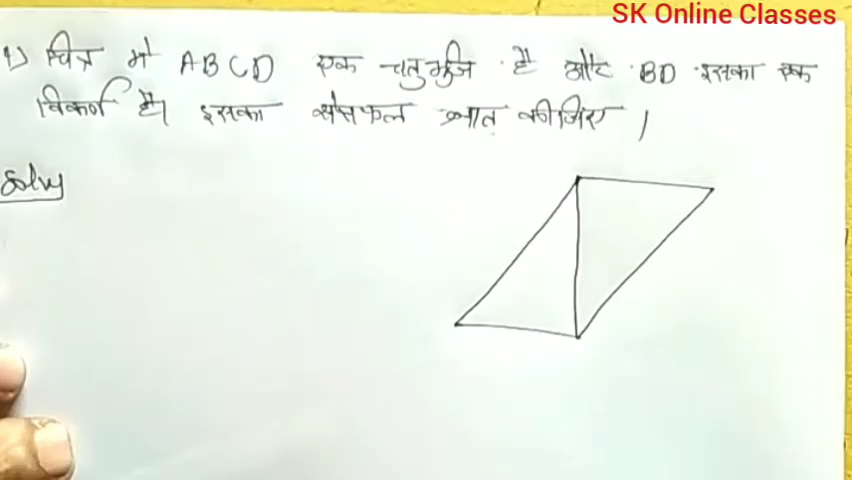 SK Online Classes
1) चित्र मे ABCD एक चतुर्भुज है और BD इसका एक
विकर्ण है। इसका क्षेत्रफल ज्ञात कीजिए।
Solv